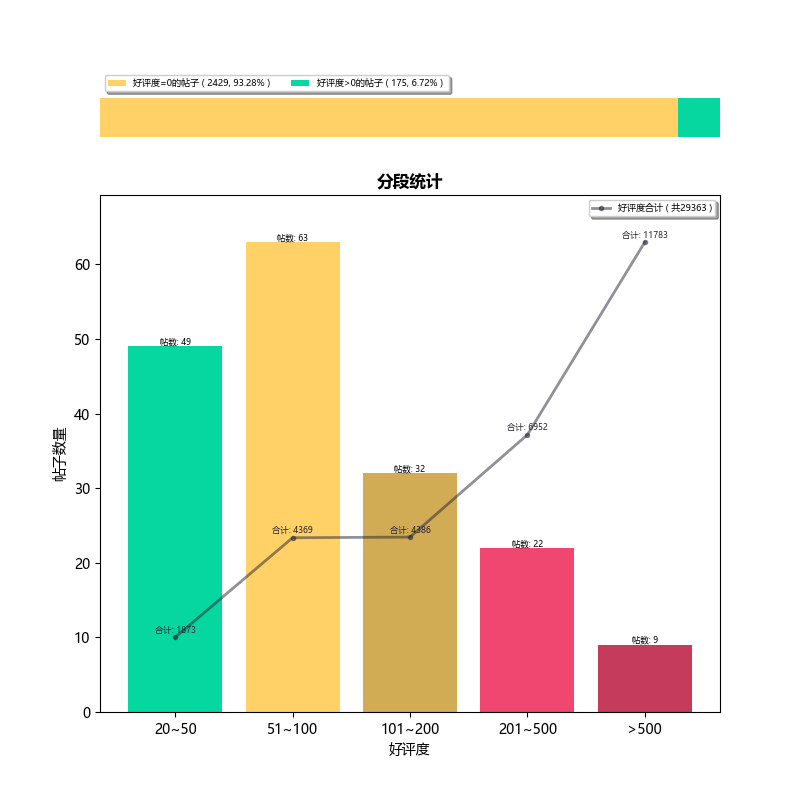 好评度=0的帖子 ( 2429, 93.28% )
好评度>0的帖子 ( 175, 6.72% )
分段统计
好评度合计 ( 共29363 )
合计: 11783
帖数: 63
60
50
帖数: 49
合计: 6952
40
帖子数量
帖数: 32
30
合计: 4369
合计: 4386
帖数: 22
20
合计: 1873
10
帖数: 9
0
20~50
51~100
101~200
201~500
>500
好评度